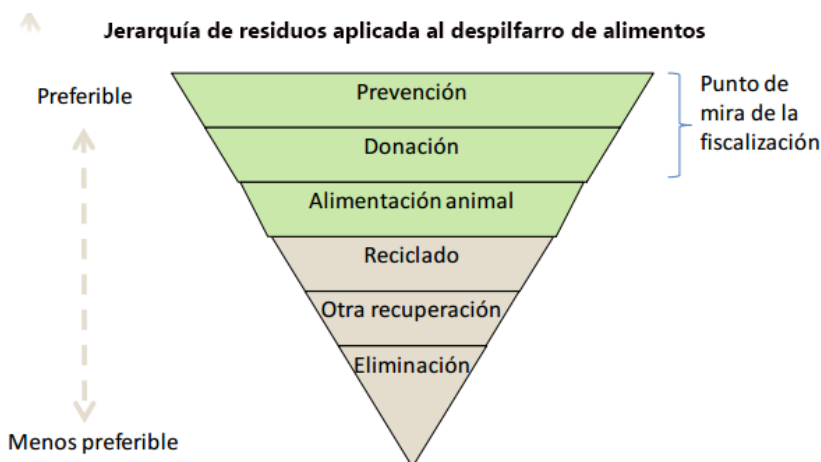 Jerarquía de residuos aplicada al despilfarro de alimentos
Preferible
Prevención
Donación
Alimentación animal
Reciclado
Otra recuperación
Eliminación
Menos preferible
Punto de
mira de la
fiscalización